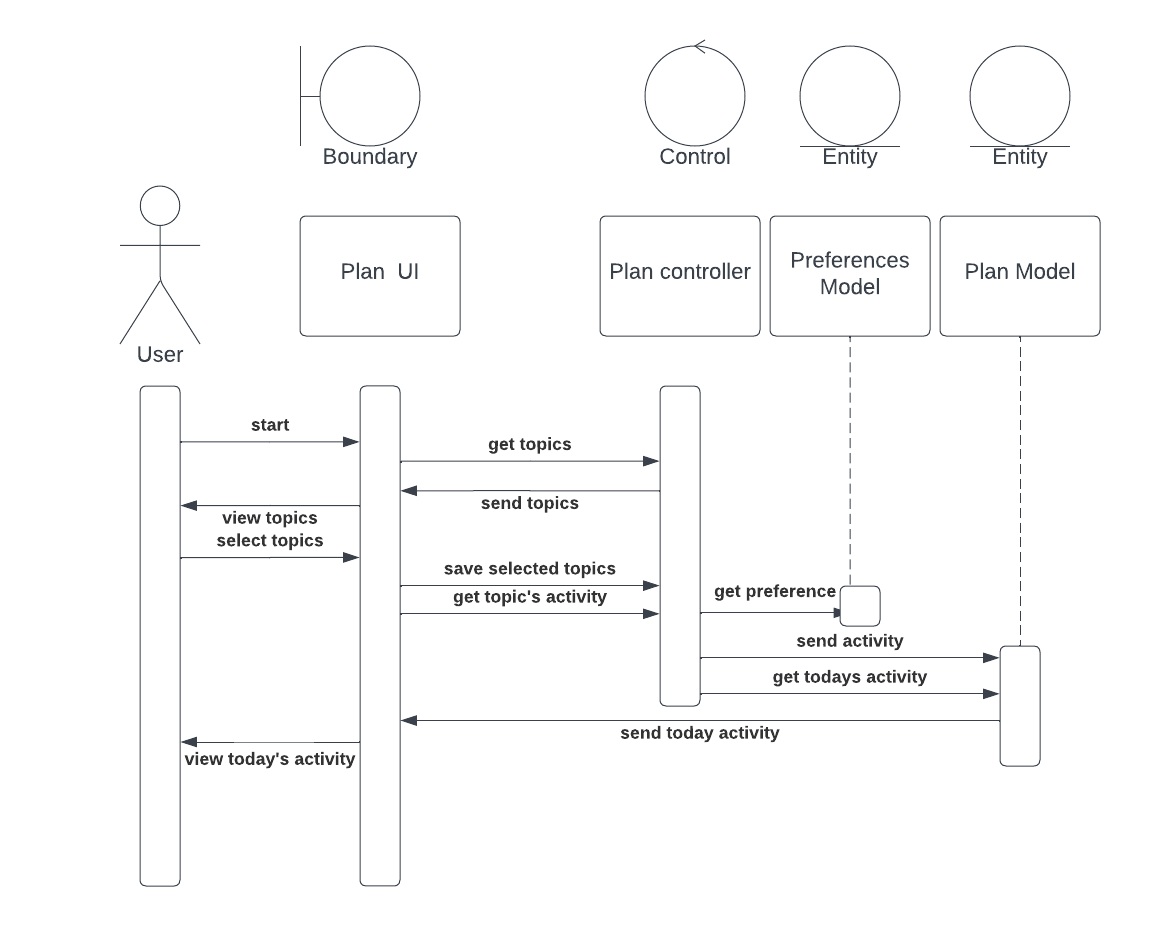 Boundary
Control
Entity
Entity
User
Plan  UI
Plan controller
Preferences
Model
Plan Model
start
get topics
send topics
view topics
select topics
save selected topics
get topic's activity
get preference
send activity
get todays activity
send today activity
view today's activity